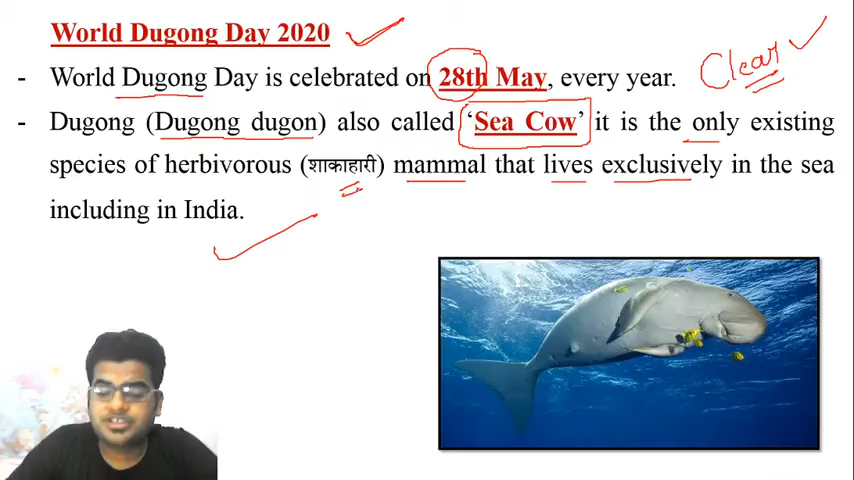 World Dugong Day 2020
- World Dugong Day is celebrated on 28th May, every year.
Clear
- Dugong (Dugong dugon) also called ‘Sea Cow’ it is the only existing
species of herbivorous (शाकाहारी) mammal that lives exclusively in the sea
including in India.